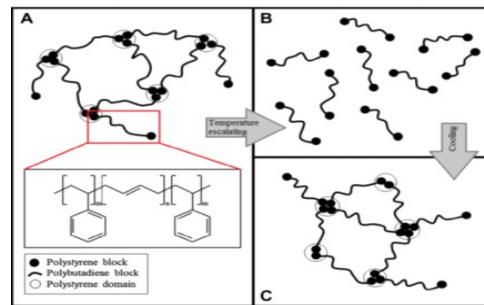 A
B
Temperature
escalating
Cooling
Polystyrene block
Polybutadiene block
Polystyrene domain
C